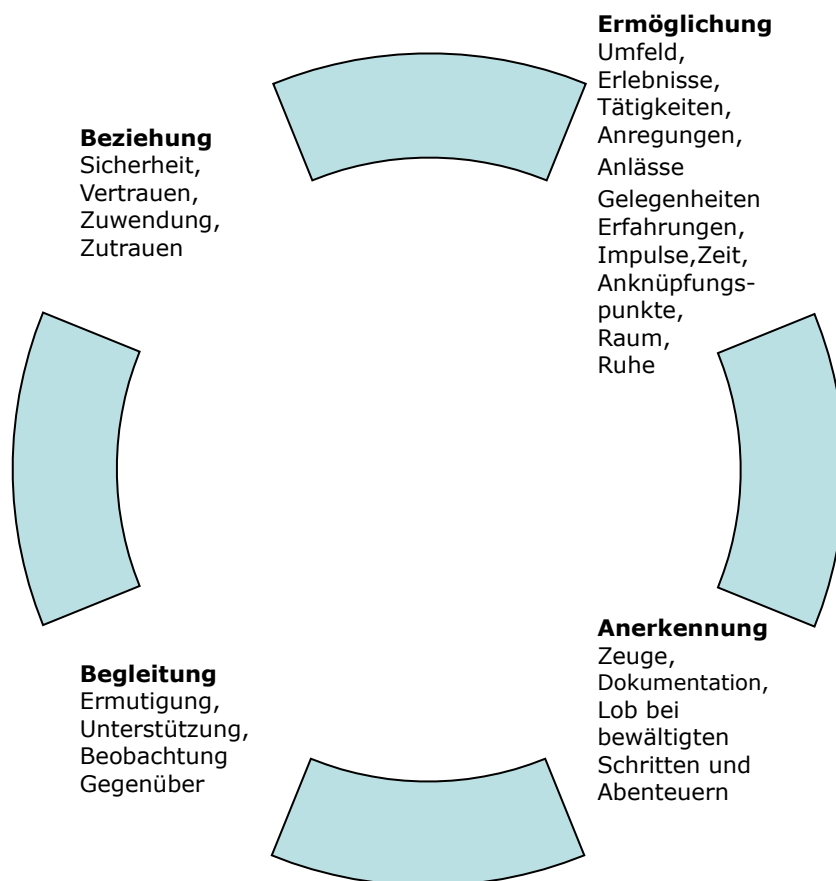 Ermöglichung
Umfeld,
Erlebnisse,
Tätigkeiten,
Anregungen,
Anlässe
Gelegenheiten
Erfahrungen,
Impulse,Zeit,
Anknüpfungs-
punkte,
Raum,
Ruhe
Beziehung
Sicherheit,
Vertrauen,
Zuwendung,
Zutrauen
Anerkennung
Zeuge,
Dokumentation,
Lob bei
bewältigten
Schritten und
Abenteuern
Begleitung
Ermutigung,
Unterstützung,
Beobachtung
Gegenüber